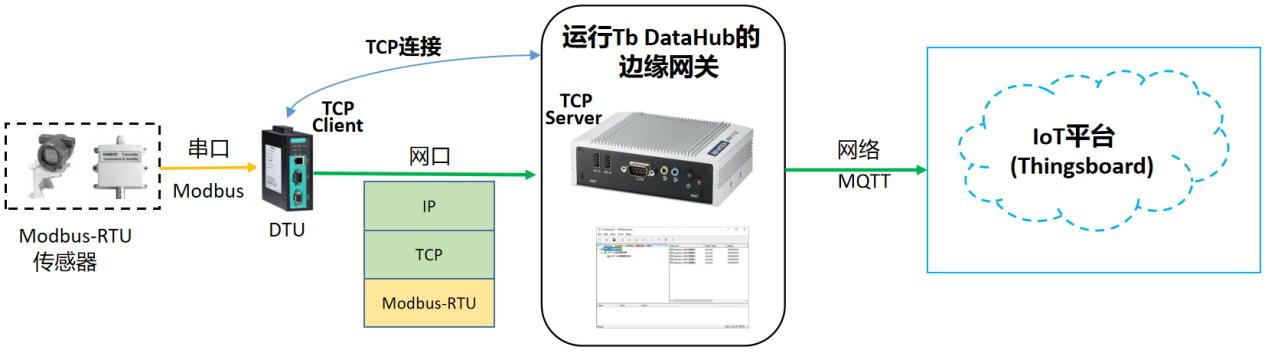 运行Tb DataHub的
边缘网关
TCP连接
TCP
Client
TCP
Server
串口
Modbus
网口
网络
MQTT
IoT平台
(Thingsboard)
DTU
Modbus-RTU
传感器
IP
TCP
Modbus-RTU